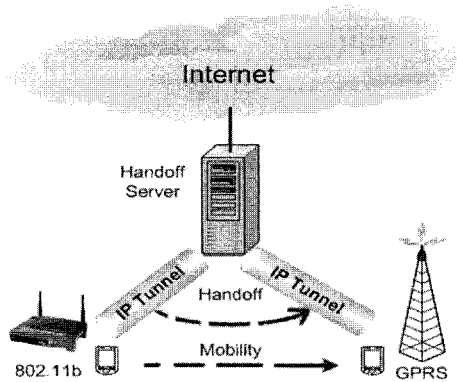 Internet
Handoff
Server
IP Tunnel
IP Tunnel
Handoff
Mobility
802.11b
GPRS